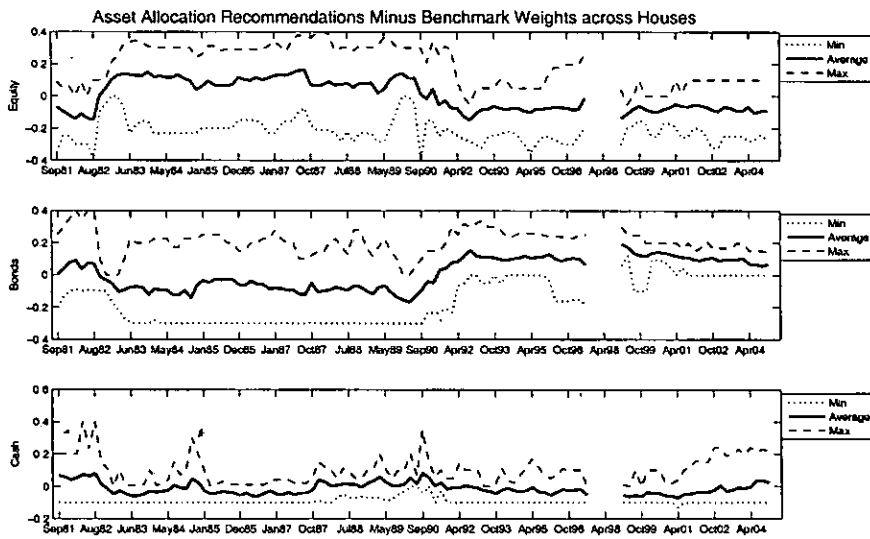 Asset Allocation Recommendations Minus Benchmark Weights across Houses
0.4
0.2
0
-0.2
-0.4
Equity
Min
Average
Max
Sep81 Aug82 Jun83 May84 Jan85 Dec85 Jan87 Oct87 Jul88 May89 Sep90 Apr92 Oct93 Apr95 Oct96 Apr98 Oct99 Apr01 Oct02 Apr04
0.4
0.2
0
-0.2
-0.4
Bonds
Min
Average
Max
Sep81 Aug82 Jun83 May84 Jan85 Dec85 Jan87 Oct87 Jul88 May89 Sep90 Apr92 Oct93 Apr95 Oct96 Apr98 Oct99 Apr01 Oct02 Apr04
0.6
0.4
0.2
0
-0.2
Cash
Min
Average
Max
Sep81 Aug82 Jun83 May84 Jan85 Dec85 Jan87 Oct87 Jul88 May89 Sep90 Apr92 Oct93 Apr95 Oct96 Apr98 Oct99 Apr01 Oct02 Apr04